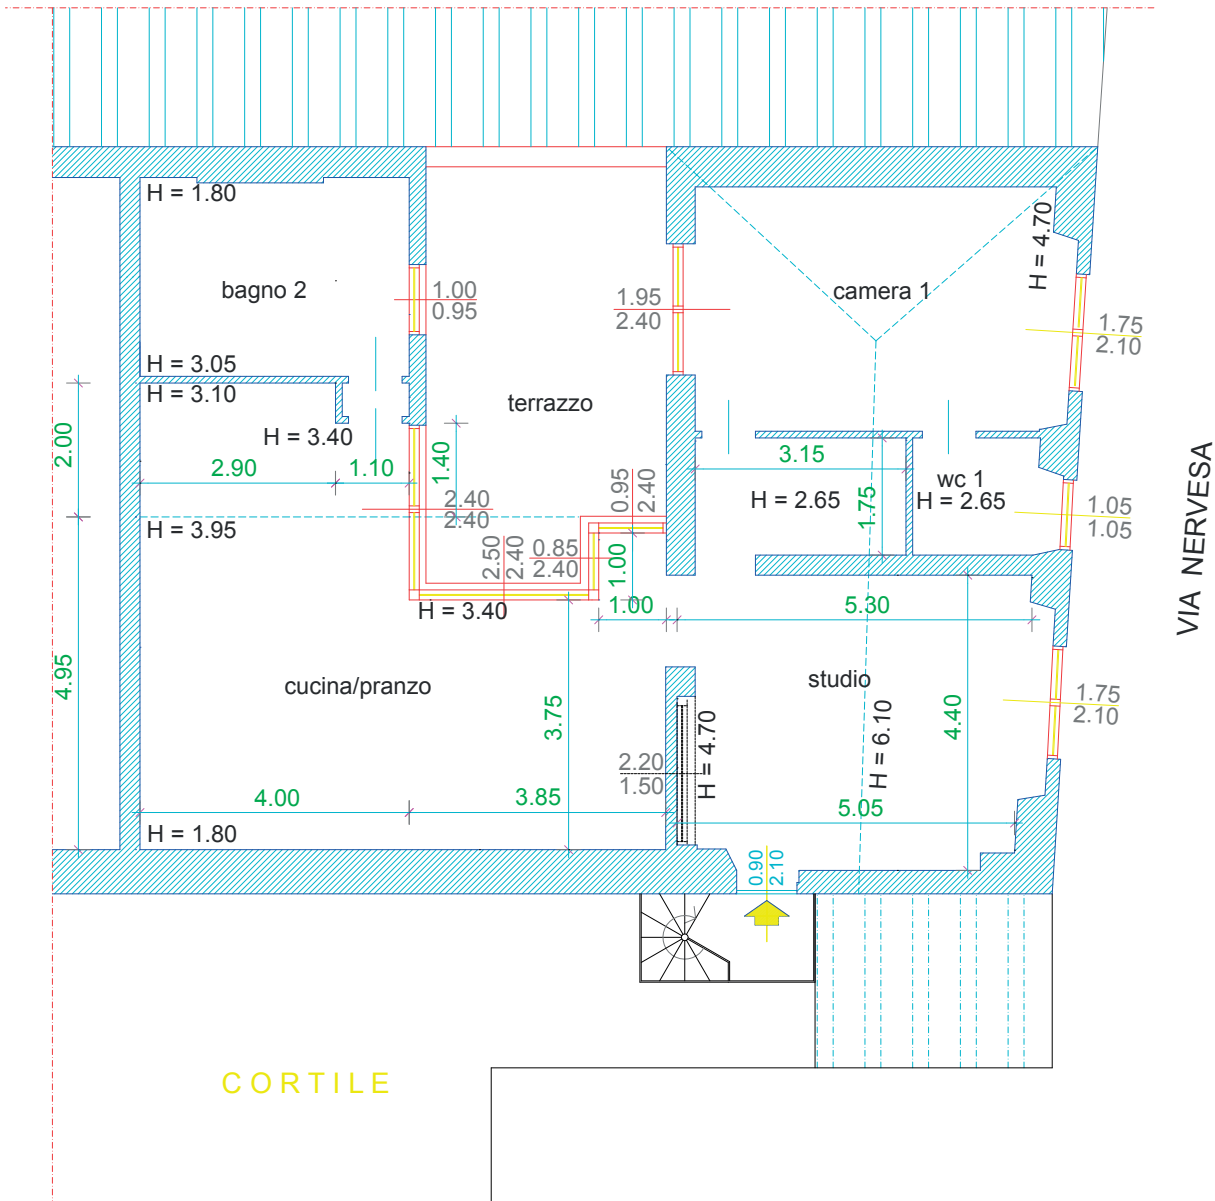 H = 1.80
bagno 2
1.00
0.95
H = 3.05
H = 3.10
H = 3.40
2.00
2.90
1.10
1.40
terrazzo
1.95
2.40
camera 1
H = 4.70
1.75
2.10
3.15
H = 2.65
1.75
wc 1
H = 2.65
1.05
1.05
VIA NERVESA
2.40
2.40
H = 3.95
0.95
2.40
2.50
2.40
0.85
2.40
1.00
H = 3.40
1.00
5.30
4.95
cucina/pranzo
3.75
studio
H = 6.10
4.40
1.75
2.10
2.20
1.50
H = 4.70
4.00
3.85
5.05
H = 1.80
0.90
2.10
CORTILE